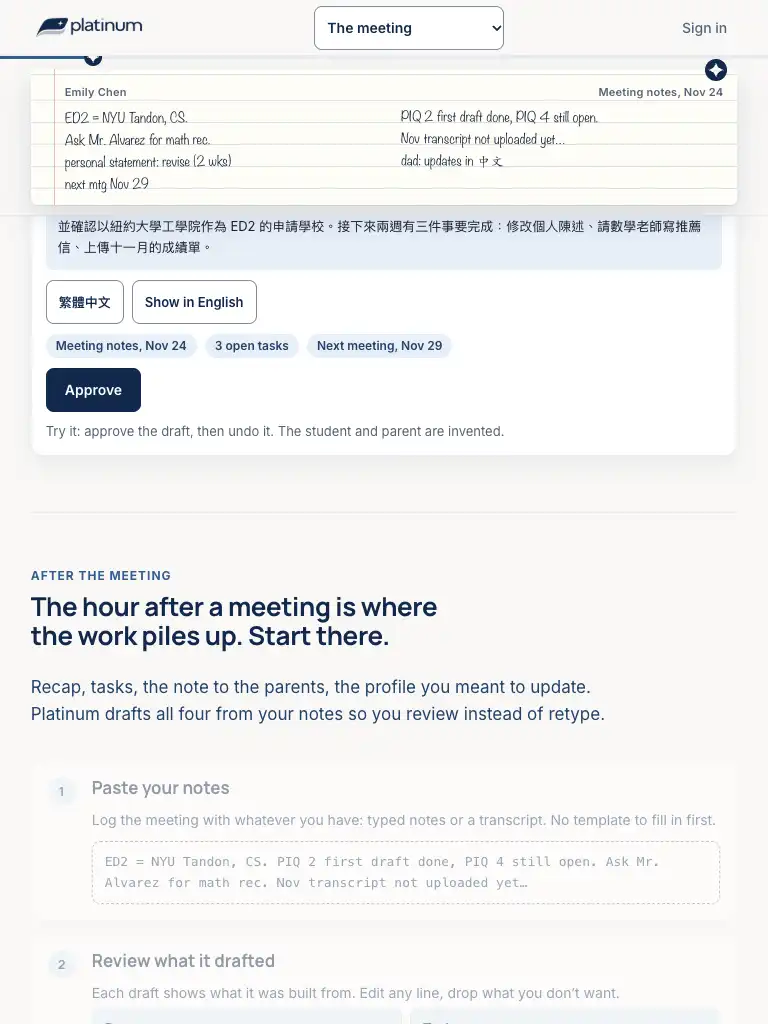 platinum
The meeting
Sign in
Emily Chen
Meeting notes, Nov 24
ED2 = NYU Tandon, CS.
Ask Mr. Alvarez for math rec.
personal statement: revise (2 wks)
next mtg Nov 29
PIQ 2 first draft done, PIQ 4 still open.
Nov transcript not uploaded yet...
dad: updates in 中文
並確認以紐約大學工學院作為 ED2 的申請學校。接下來兩週有三件事要完成：修改個人陳述、請數學老師寫推薦
信、上傳十一月的成績單。
繁體中文
Show in English
Meeting notes, Nov 24
3 open tasks
Next meeting, Nov 29
Approve
Try it: approve the draft, then undo it. The student and parent are invented.
AFTER THE MEETING
The hour after a meeting is where
the work piles up. Start there.
Recap, tasks, the note to the parents, the profile you meant to update.
Platinum drafts all four from your notes so you review instead of retype.
1
Paste your notes
Log the meeting with whatever you have: typed notes or a transcript. No template to fill in first.
ED2 = NYU Tandon, CS. PIQ 2 first draft done, PIQ 4 still open. Ask Mr.
Alvarez for math rec. Nov transcript not uploaded yet…
2
Review what it drafted
Each draft shows what it was built from. Edit any line, drop what you don’t want.